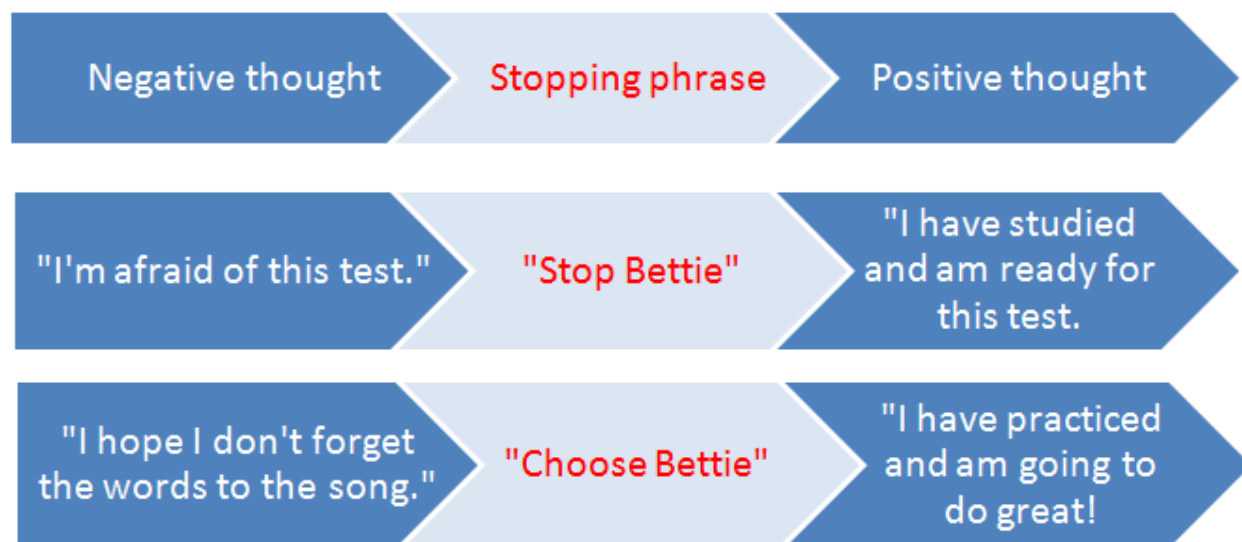 Negative thought
Stopping phrase
Positive thought
"I'm afraid of this test."
"Stop Bettie"
"I have studied
and am ready for
this test.
"I hope I don't forget
the words to the song."
"Choose Bettie"
"I have practiced
and am going to
do great!